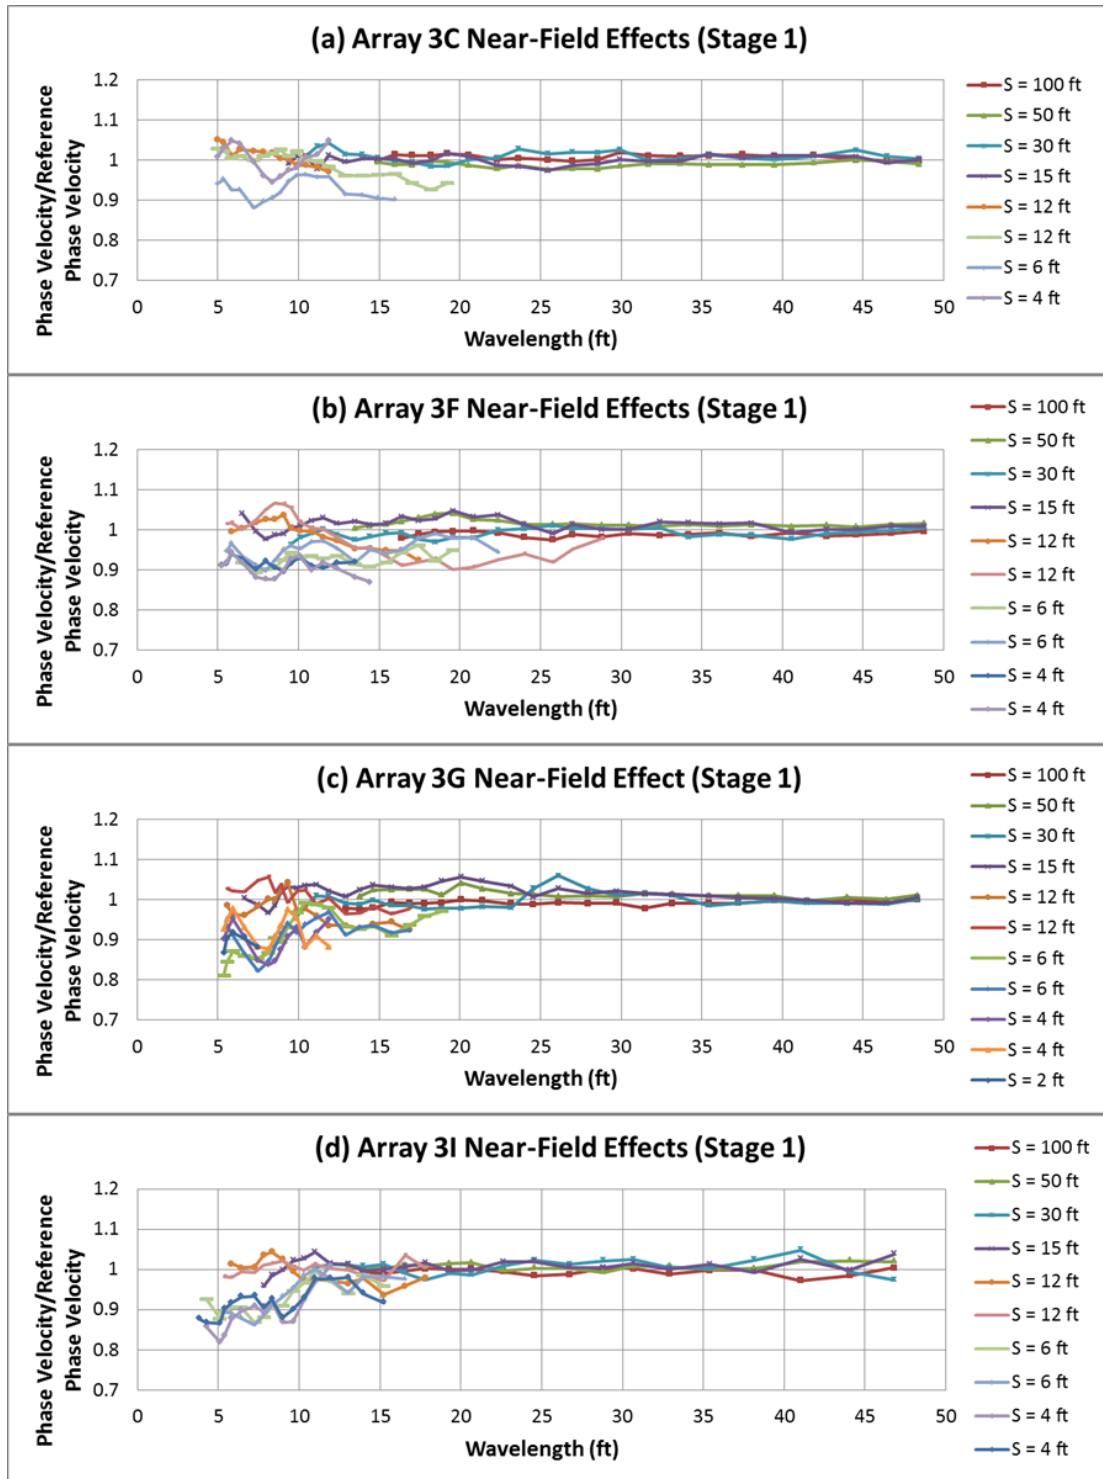 (a) Array 3C Near-Field Effects (Stage 1)
Phase Velocity/Reference
Phase Velocity
1.2
1.1
1
0.9
0.8
0.7
0 5 10 15 20 25 30 35 40 45 50
Wavelength (ft)
S = 100 ft
S = 50 ft
S = 30 ft
S = 15 ft
S = 12 ft
S = 12 ft
S = 6 ft
S = 4 ft
(b) Array 3F Near-Field Effects (Stage 1)
Phase Velocity/Reference
Phase Velocity
1.2
1.1
1
0.9
0.8
0.7
0 5 10 15 20 25 30 35 40 45 50
Wavelength (ft)
S = 100 ft
S = 50 ft
S = 30 ft
S = 15 ft
S = 12 ft
S = 12 ft
S = 6 ft
S = 6 ft
S = 4 ft
S = 4 ft
(c) Array 3G Near-Field Effect (Stage 1)
Phase Velocity/Reference
Phase Velocity
1.2
1.1
1
0.9
0.8
0.7
0 5 10 15 20 25 30 35 40 45 50
Wavelength (ft)
S = 100 ft
S = 50 ft
S = 30 ft
S = 15 ft
S = 12 ft
S = 12 ft
S = 6 ft
S = 6 ft
S = 4 ft
S = 4 ft
S = 2 ft
(d) Array 3I Near-Field Effects (Stage 1)
Phase Velocity/Reference
Phase Velocity
1.2
1.1
1
0.9
0.8
0.7
0 5 10 15 20 25 30 35 40 45 50
Wavelength (ft)
S = 100 ft
S = 50 ft
S = 30 ft
S = 15 ft
S = 12 ft
S = 12 ft
S = 6 ft
S = 6 ft
S = 4 ft
S = 4 ft